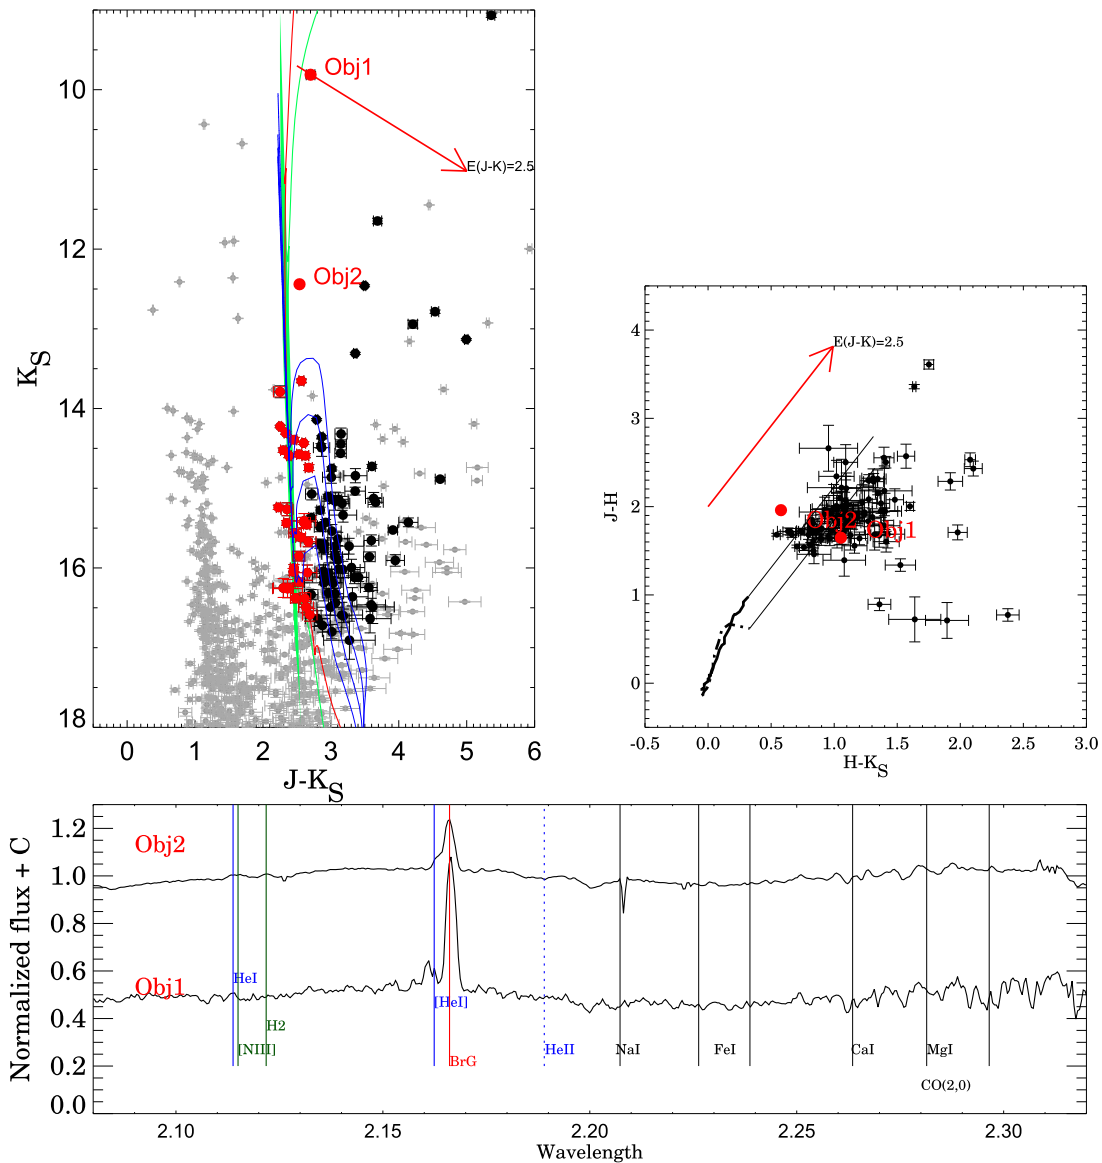 10
12
14
16
18
K_S
0 1 2 3 4 5 6
J-K_S
Obj1
E(J-K)=2.5
Obj2
4
3
2
1
0
J-H
-0.5 0.0 0.5 1.0 1.5 2.0 2.5 3.0
H-K_S
E(J-K)=2.5
Obj2
Obj1
1.2
1.0
0.8
0.6
0.4
0.2
0.0
Normalized flux + C
Obj2
Obj1
HeI
[NIII]
H2
[HeI]
BrG
HeII
NaI
FeI
CaI
MgI
CO(2,0)
2.10 2.15 2.20 2.25 2.30
Wavelength